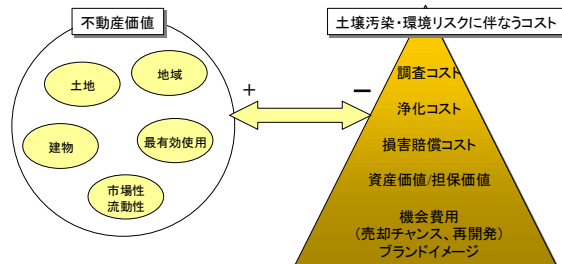 不動産価値
土壌汚染・環境リスクに伴なうコスト
土地
地域
建物
最有効使用
市場性
流動性
+
−
調査コスト
浄化コスト
損害賠償コスト
資産価値/担保価値
機会費用
(売却チャンス、再開発)
ブランドイメージ